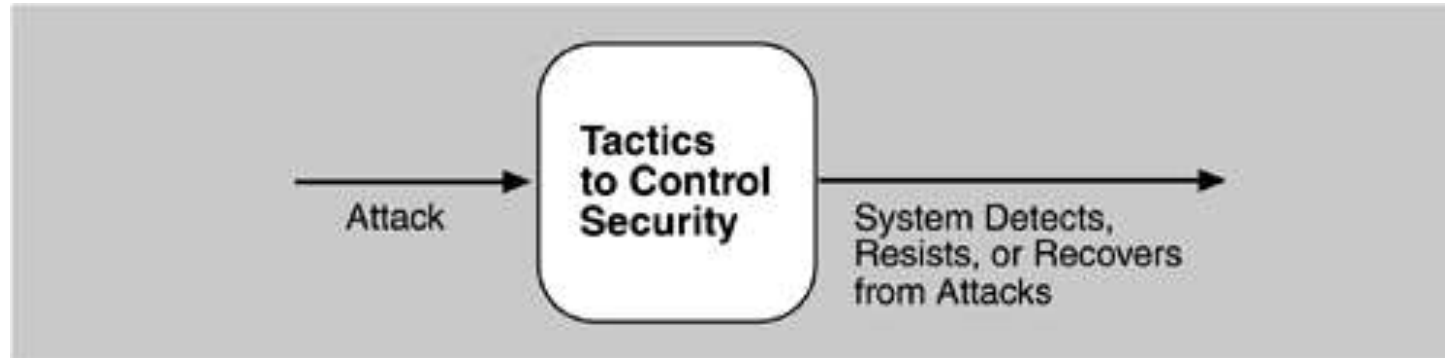 Attack
Tactics
to Control
Security
System Detects,
Resists, or Recovers
from Attacks